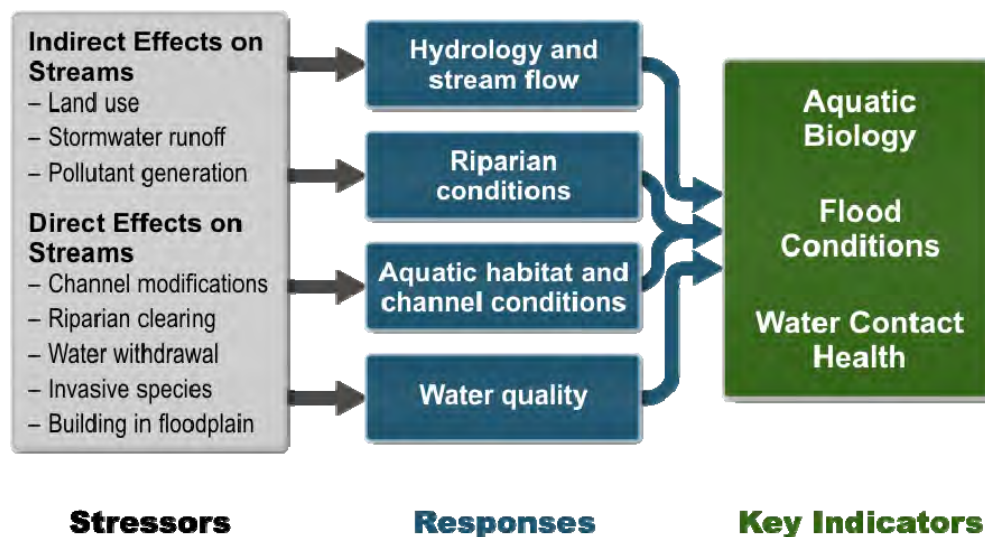 Indirect Effects on
Streams
– Land use
– Stormwater runoff
– Pollutant generation
Direct Effects on
Streams
– Channel modifications
– Riparian clearing
– Water withdrawal
– Invasive species
– Building in floodplain
Hydrology and
stream flow
Riparian
conditions
Aquatic habitat and
channel conditions
Water quality
Aquatic
Biology
Flood
Conditions
Water Contact
Health
Stressors
Responses
Key Indicators